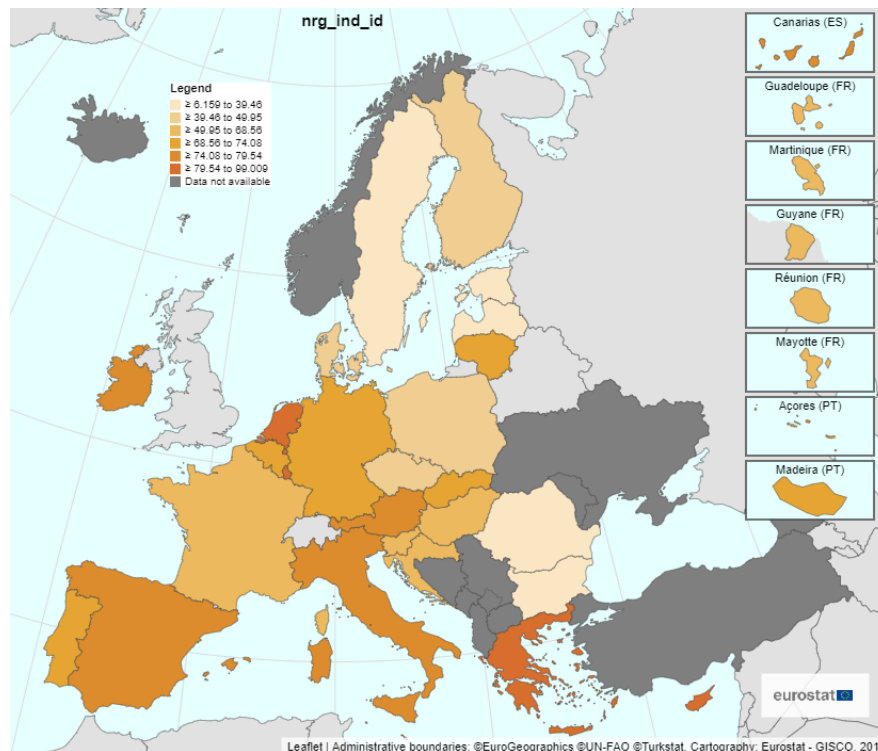 nrg_ind_id
Legend
≥ 6.159 to 39.46
≥ 39.46 to 49.95
≥ 49.95 to 68.56
≥ 68.56 to 74.08
≥ 74.08 to 79.54
≥ 79.54 to 99.009
Data not available
Canarias (ES)
Guadeloupe (FR)
Martinique (FR)
Guyane (FR)
Réunion (FR)
Mayotte (FR)
Açores (PT)
Madeira (PT)
eurostat
Leaflet | Administrative boundaries: ©EuroGeographics ©UN-FAO ©Turkstat, Cartography: Eurostat - GISCO, 201